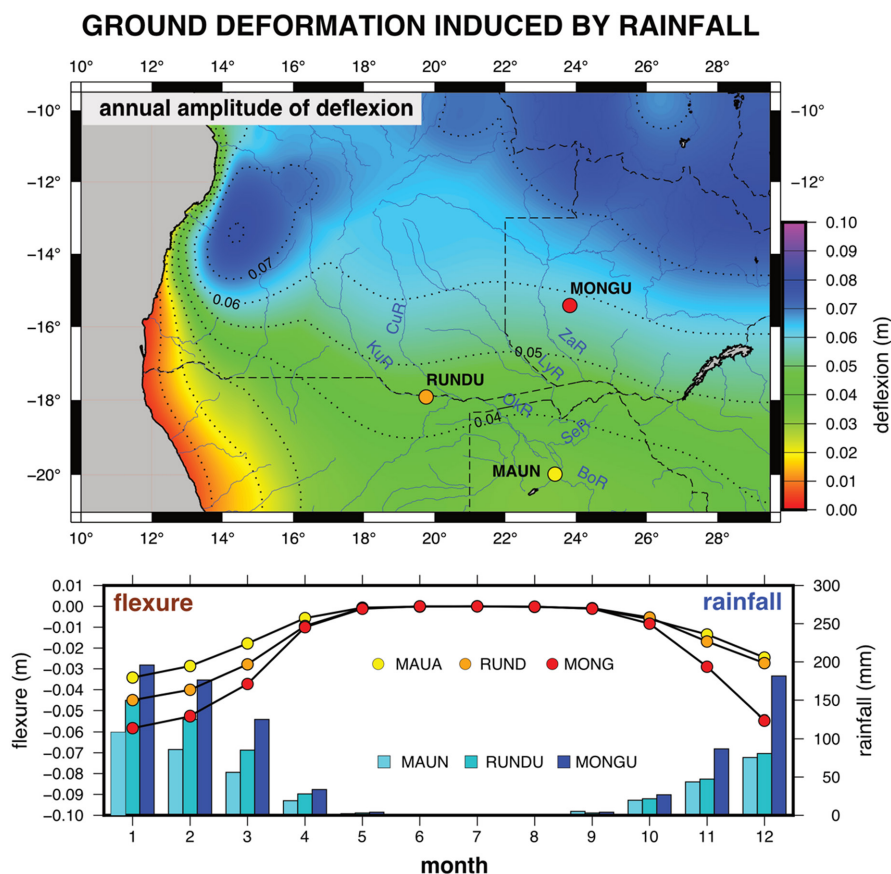 GROUND DEFORMATION INDUCED BY RAINFALL
10° 12° 14° 16° 18° 20° 22° 24° 26° 28°
annual amplitude of deflexion
−10° −10°
−12° −12°
−14°
−16°
−18°
−20°
0.07
0.06
0.05
0.04
MONGU
CuR
ZaR
KuR
LyR
RUNDU
OkR
SeR
MAUN
BoR
0.10
0.09
0.08
0.07
0.06
0.05
0.04
0.03
0.02
0.01
0.00
deflexion (m)
10° 12° 14° 16° 18° 20° 22° 24° 26° 28°
flexure rainfall
0.01
0.00
−0.01
−0.02
−0.03
−0.04
−0.05
−0.06
−0.07
−0.08
−0.09
−0.10
flexure (m)
MAUA RUND MONG
MAUN RUNDU MONGU
300
250
200
150
100
50
0
rainfall (mm)
1 2 3 4 5 6 7 8 9 10 11 12
month